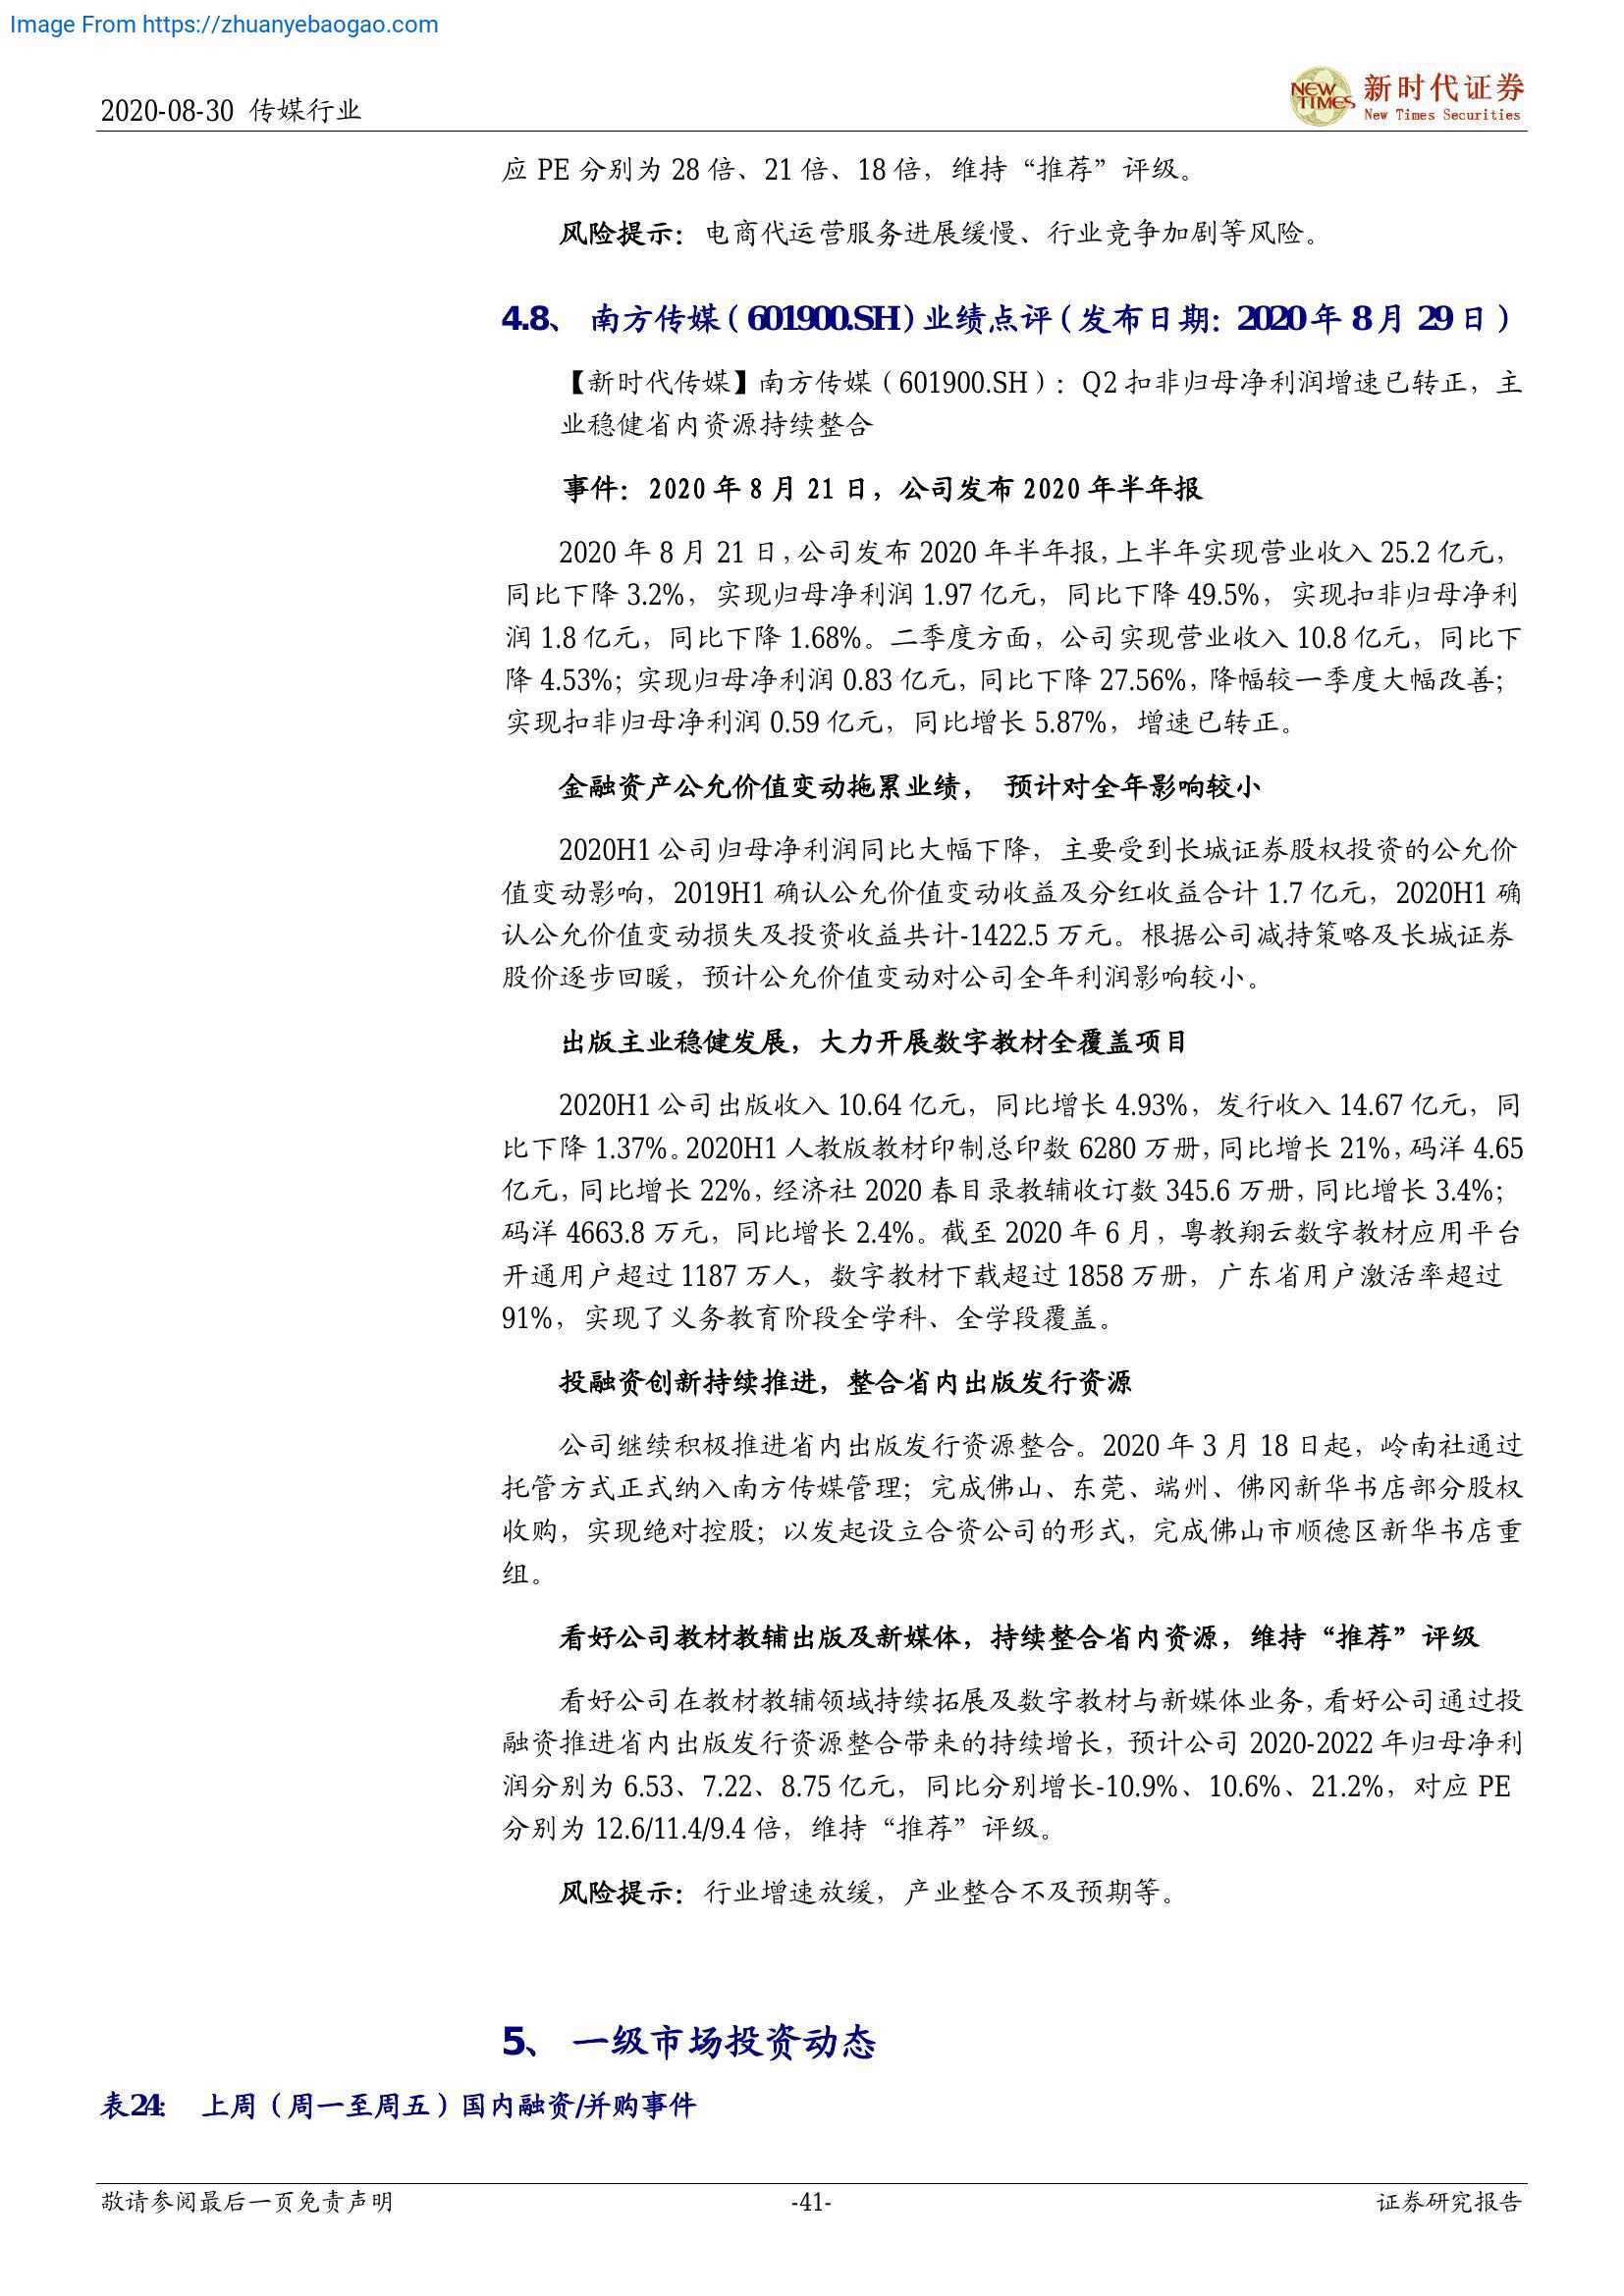 Image From https://zhuanyebaogao.com
2020-08-30 传媒行业
NEW TIMES 新时代证券
New Times Securities
应 PE 分别为 28 倍、21 倍、18 倍，维持“推荐”评级。
风险提示：电商代运营服务进展缓慢、行业竞争加剧等风险。
4.8、 南方传媒（601900.SH）业绩点评（发布日期：2020 年 8 月 29 日）
【新时代传媒】南方传媒（601900.SH）：Q2 扣非归母净利润增速已转正，主
业稳健省内资源持续整合
事件：2020 年 8 月 21 日，公司发布 2020 年半年报
2020 年 8 月 21 日，公司发布 2020 年半年报，上半年实现营业收入 25.2 亿元，
同比下降 3.2%，实现归母净利润 1.97 亿元，同比下降 49.5%，实现扣非归母净利
润 1.8 亿元，同比下降 1.68%。二季度方面，公司实现营业收入 10.8 亿元，同比下
降 4.53%；实现归母净利润 0.83 亿元，同比下降 27.56%，降幅较一季度大幅改善；
实现扣非归母净利润 0.59 亿元，同比增长 5.87%，增速已转正。
金融资产公允价值变动拖累业绩， 预计对全年影响较小
2020H1 公司归母净利润同比大幅下降，主要受到长城证券股权投资的公允价
值变动影响，2019H1 确认公允价值变动收益及分红收益合计 1.7 亿元，2020H1 确
认公允价值变动损失及投资收益共计-1422.5 万元。根据公司减持策略及长城证券
股价逐步回暖，预计公允价值变动对公司全年利润影响较小。
出版主业稳健发展，大力开展数字教材全覆盖项目
2020H1 公司出版收入 10.64 亿元，同比增长 4.93%，发行收入 14.67 亿元，同
比下降 1.37%。2020H1 人教版教材印制总印数 6280 万册，同比增长 21%，码洋 4.65
亿元，同比增长 22%，经济社 2020 春目录教辅收订数 345.6 万册，同比增长 3.4%；
码洋 4663.8 万元，同比增长 2.4%。截至 2020 年 6 月，粤教翔云数字教材应用平台
开通用户超过 1187 万人，数字教材下载超过 1858 万册，广东省用户激活率超过
91%，实现了义务教育阶段全学科、全学段覆盖。
投融资创新持续推进，整合省内出版发行资源
公司继续积极推进省内出版发行资源整合。2020 年 3 月 18 日起，岭南社通过
托管方式正式纳入南方传媒管理；完成佛山、东莞、端州、佛冈新华书店部分股权
收购，实现绝对控股；以发起设立合资公司的形式，完成佛山市顺德区新华书店重
组。
看好公司教材教辅出版及新媒体，持续整合省内资源，维持“推荐”评级
看好公司在教材教辅领域持续拓展及数字教材与新媒体业务，看好公司通过投
融资推进省内出版发行资源整合带来的持续增长，预计公司 2020-2022 年归母净利
润分别为 6.53、7.22、8.75 亿元，同比分别增长-10.9%、10.6%、21.2%，对应 PE
分别为 12.6/11.4/9.4 倍，维持“推荐”评级。
风险提示：行业增速放缓，产业整合不及预期等。
5、 一级市场投资动态
表24： 上周（周一至周五）国内融资/并购事件
敬请参阅最后一页免责声明
-41-
证券研究报告